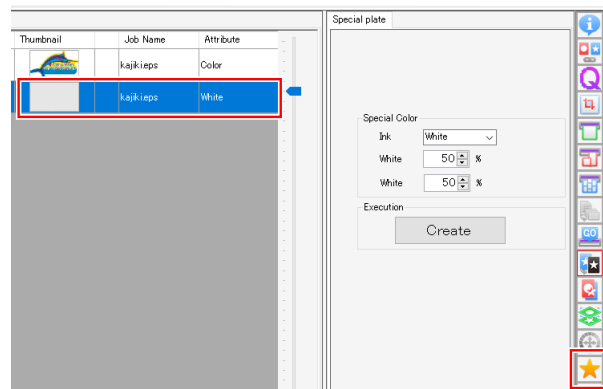 Special plate
Thumbnail Job Name Attribute
kajiki.eps Color
kajiki.eps White
Special Color
Ink White
White 50 %
White 50 %
Execution
Create
Q
GO